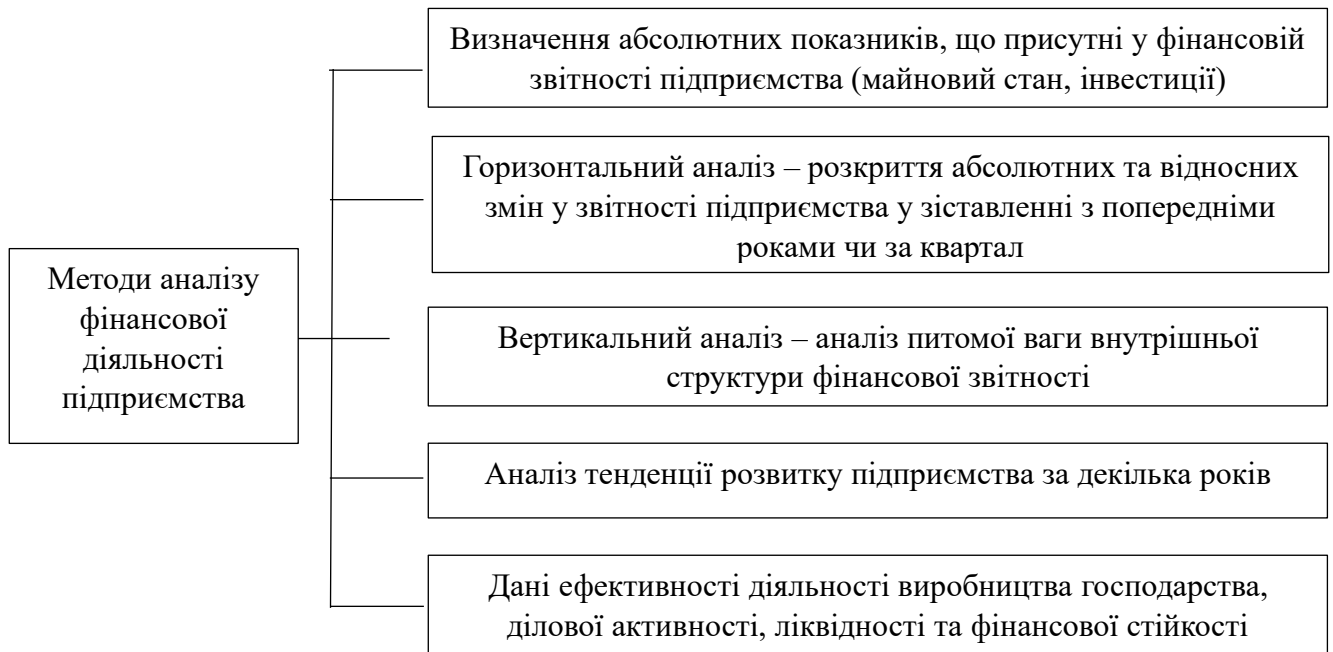 Визначення абсолютних показників, що присутні у фінансовій
звітності підприємства (майновий стан, інвестиції)
Горизонтальний аналіз – розкриття абсолютних та відносних
змін у звітності підприємства у зіставленні з попередніми
роками чи за квартал
Методи аналізу
фінансової
діяльності
підприємства
Вертикальний аналіз – аналіз питомої ваги внутрішньої
структури фінансової звітності
Аналіз тенденції розвитку підприємства за декілька років
Дані ефективності діяльності виробництва господарства,
ділової активності, ліквідності та фінансової стійкості